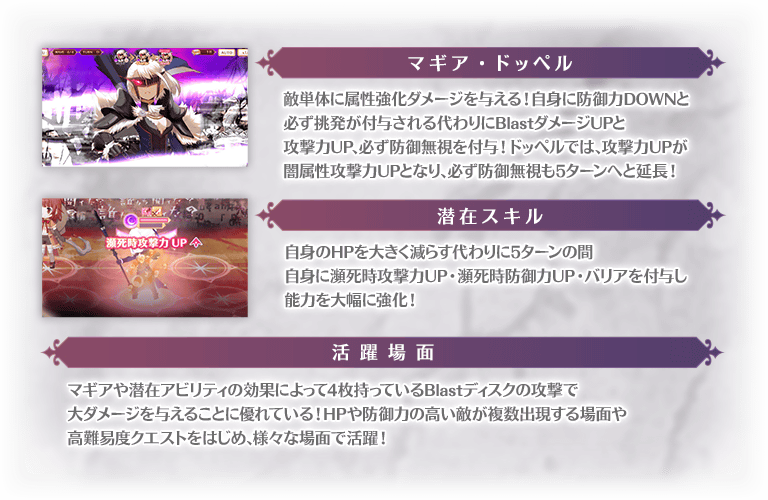 マギア・ドッペル
敵単体に属性強化ダメージを与える！自身に防御力DOWNと
必ず挑発が付与される代わりにBlastダメージUPと
攻撃力UP、必ず防御無視を付与！ドッペルでは、攻撃力UPが
闇属性攻撃力UPとなり、必ず防御無視も5ターンへと延長！
瀕死時攻撃力UP
潜在スキル
自身のHPを大きく減らす代わりに5ターンの間
自身に瀕死時攻撃力UP・瀕死時防御力UP・バリアを付与し
能力を大幅に強化！
活躍場面
マギアや潜在アビリティの効果によって4枚持っているBlastディスクの攻撃で
大ダメージを与えることに優れている！HPや防御力の高い敵が複数出現する場面や
高難易度クエストをはじめ、様々な場面で活躍！